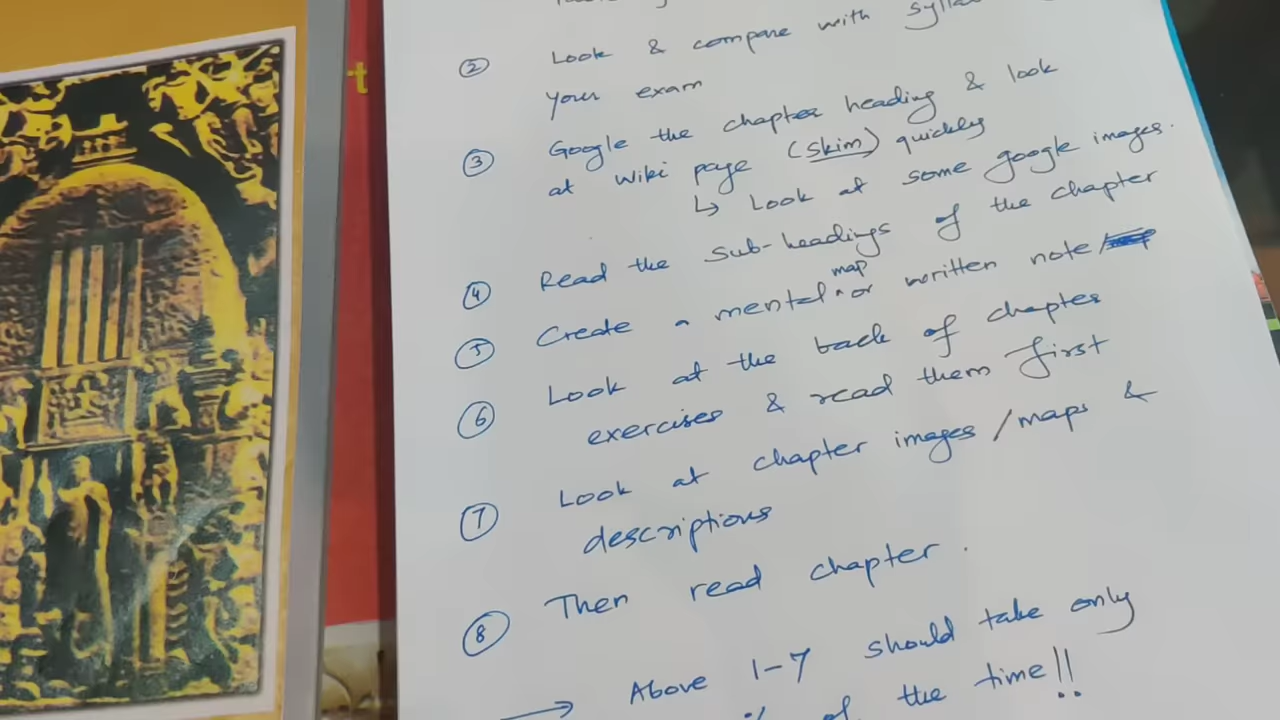 ② Look & compare with
your exam
③ Google the chapter heading & look
at Wiki page (Skim) quickly
↳ Look at some google images.
④ Read the sub-headings of the chapter
⑤ Create a mental map or written note/
⑥ Look at the back of chapter
exercises & read them first
⑦ Look at chapter images/maps &
descriptions
⑧ Then read chapter.
→ Above 1-7 should take only
% of the time!!